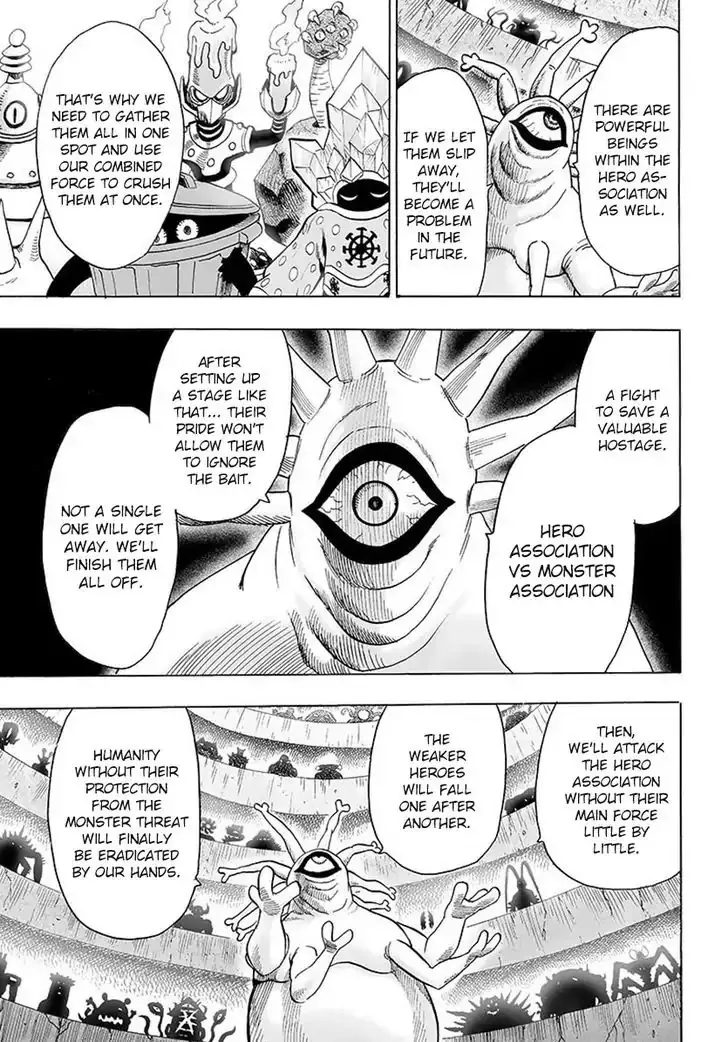 THERE ARE
POWERFUL
BEINGS
WITHIN THE
HERO AS-
SOCIATION
AS WELL.
IF WE LET
THEM SLIP
AWAY,
THEY'LL
BECOME A
PROBLEM
IN THE
FUTURE.
THAT'S WHY WE
NEED TO GATHER
THEM ALL IN ONE
SPOT AND USE
OUR COMBINED
FORCE TO CRUSH
THEM AT ONCE.
A FIGHT
TO SAVE A
VALUABLE
HOSTAGE.
HERO
ASSOCIATION
VS MONSTER
ASSOCIATION
AFTER
SETTING UP
A STAGE LIKE
THAT... THEIR
PRIDE WON'T
ALLOW THEM
TO IGNORE
THE BAIT.
NOT A SINGLE
ONE WILL GET
AWAY. WE'LL
FINISH THEM
ALL OFF.
THEN,
WE'LL ATTACK
THE HERO
ASSOCIATION
WITHOUT THEIR
MAIN FORCE
LITTLE BY
LITTLE.
THE
WEAKER
HEROES
WILL FALL
ONE AFTER
ANOTHER.
HUMANITY
WITHOUT THEIR
PROTECTION
FROM THE
MONSTER THREAT
WILL FINALLY
BE ERADICATED
BY OUR HANDS.